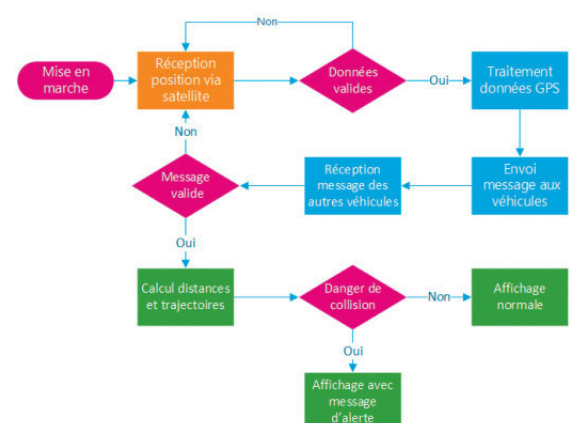 Non
Mise en
marche
Réception
position via
satellite
Données
valides
Oui
Traitement
données GPS
Non
Message
valide
Réception
message des
autres véhicules
Envoi
message aux
véhicules
Oui
Calcul distances
et trajectoires
Danger de
collision
Non
Affichage
normale
Oui
Affichage avec
message
d'alerte